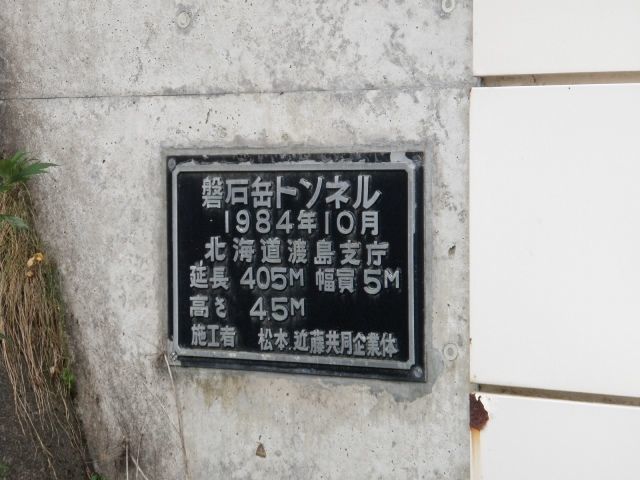 磐石岳トンネル
1984年10月
北海道渡島支庁
延長 405M 幅員 5M
高さ 4.5M
施工者 松本.近藤共同企業体